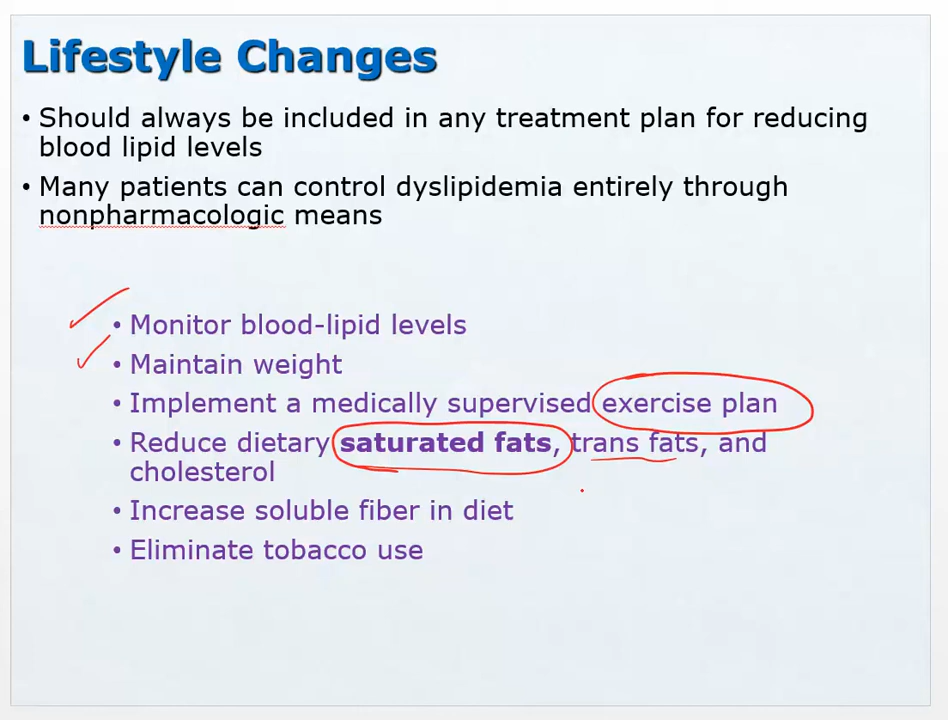 Lifestyle Changes
• Should always be included in any treatment plan for reducing
blood lipid levels
• Many patients can control dyslipidemia entirely through
nonpharmacologic means
• Monitor blood-lipid levels
• Maintain weight
• Implement a medically supervised exercise plan
• Reduce dietary saturated fats, trans fats, and
cholesterol
• Increase soluble fiber in diet
• Eliminate tobacco use